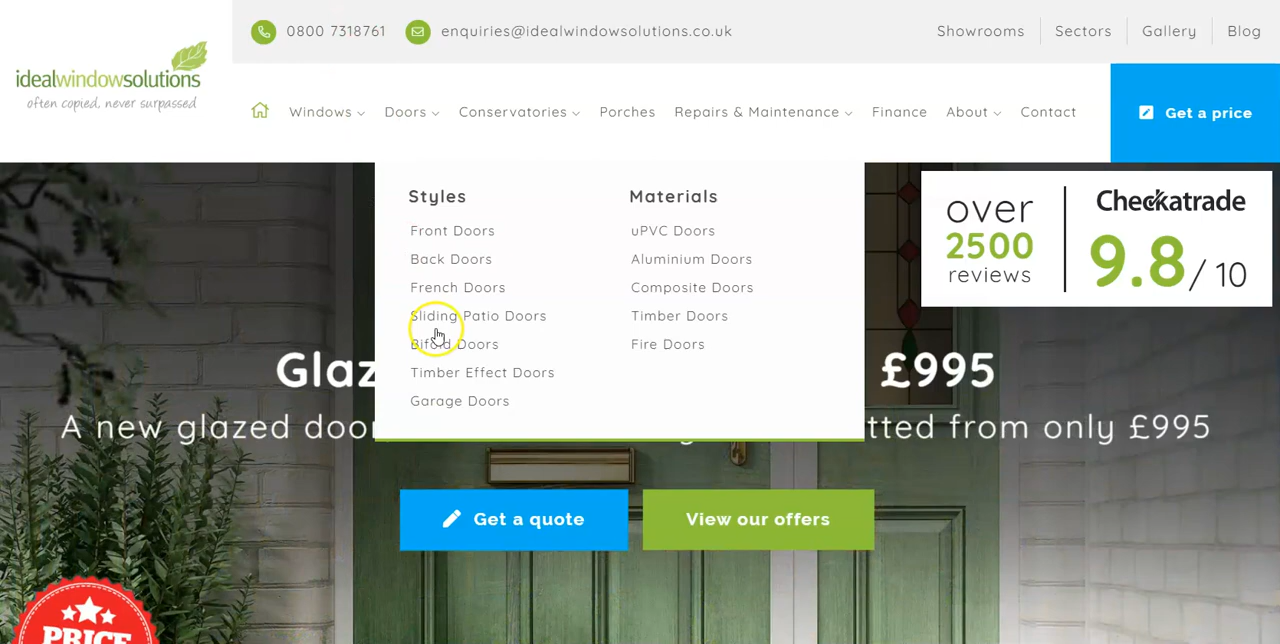 0800 7318761 enquiries@idealwindowsolutions.co.uk Showrooms Sectors Gallery Blog
idealwindowsolutions
often copied, never surpassed
Windows Doors Conservatories Porches Repairs & Maintenance Finance About Contact Get a price
Styles Materials
Front Doors uPVC Doors
Back Doors Aluminium Doors
French Doors Composite Doors
Sliding Patio Doors Timber Doors
Bifold Doors Fire Doors
Timber Effect Doors
Garage Doors
over
2500
reviews
Checkatrade
9.8/ 10
£995
A new glazed tted from only £995
Get a quote View our offers
PRICE